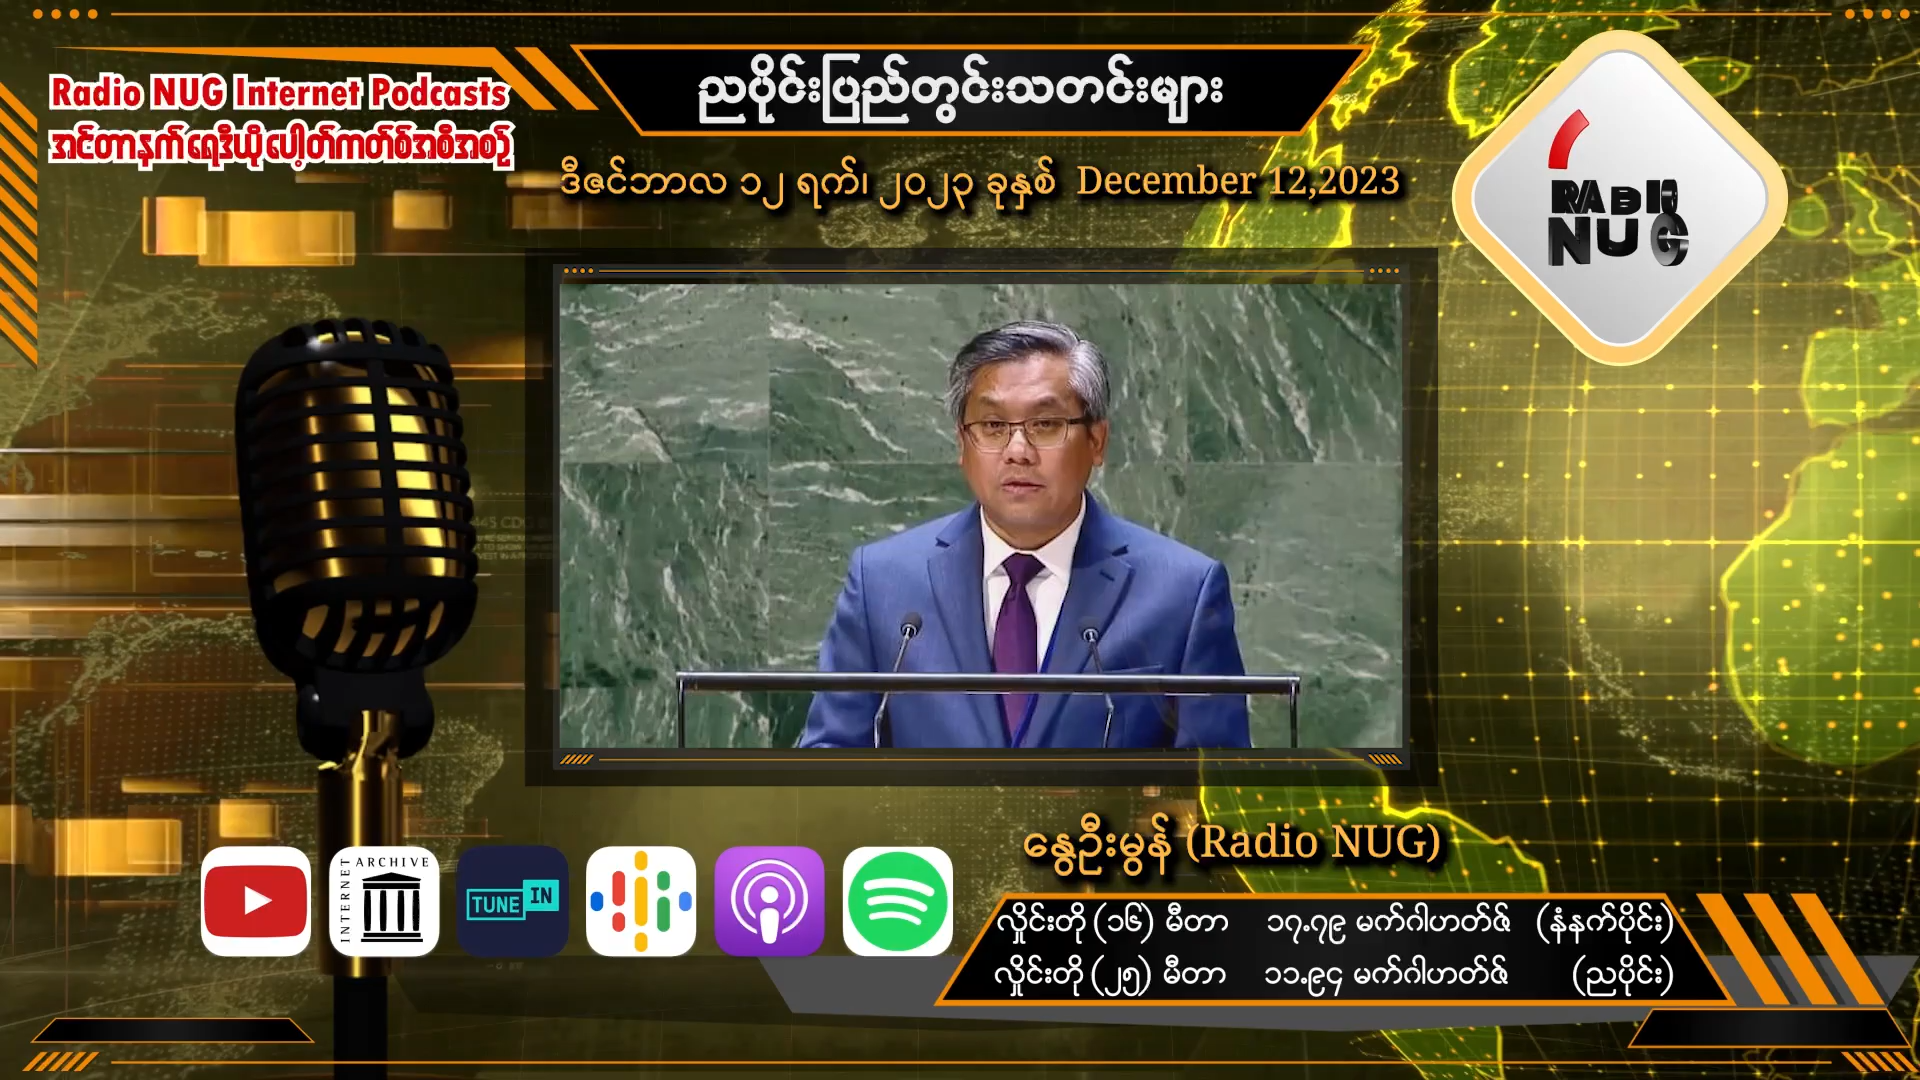 Radio NUG Internet Podcasts
အင်တာနက်ရေဒီယိုပေါ့တ်ကတ်စ်အစီအစဉ်
ညပိုင်းပြည်တွင်းသတင်းများ
ဒီဇင်ဘာလ ၁၂ ရက်၊ ၂၀၂၃ ခုနှစ် December 12,2023
RADIO
NUG
နွေဦးမွန် (Radio NUG)
INTERNET ARCHIVE
TUNE IN
လှိုင်းတို (၁၆) မီတာ ၁၇.၇၉ မက်ဂါဟတ်ဇ် (နံနက်ပိုင်း)
လှိုင်းတို (၂၅) မီတာ ၁၁.၉၄ မက်ဂါဟတ်ဇ် (ညပိုင်း)